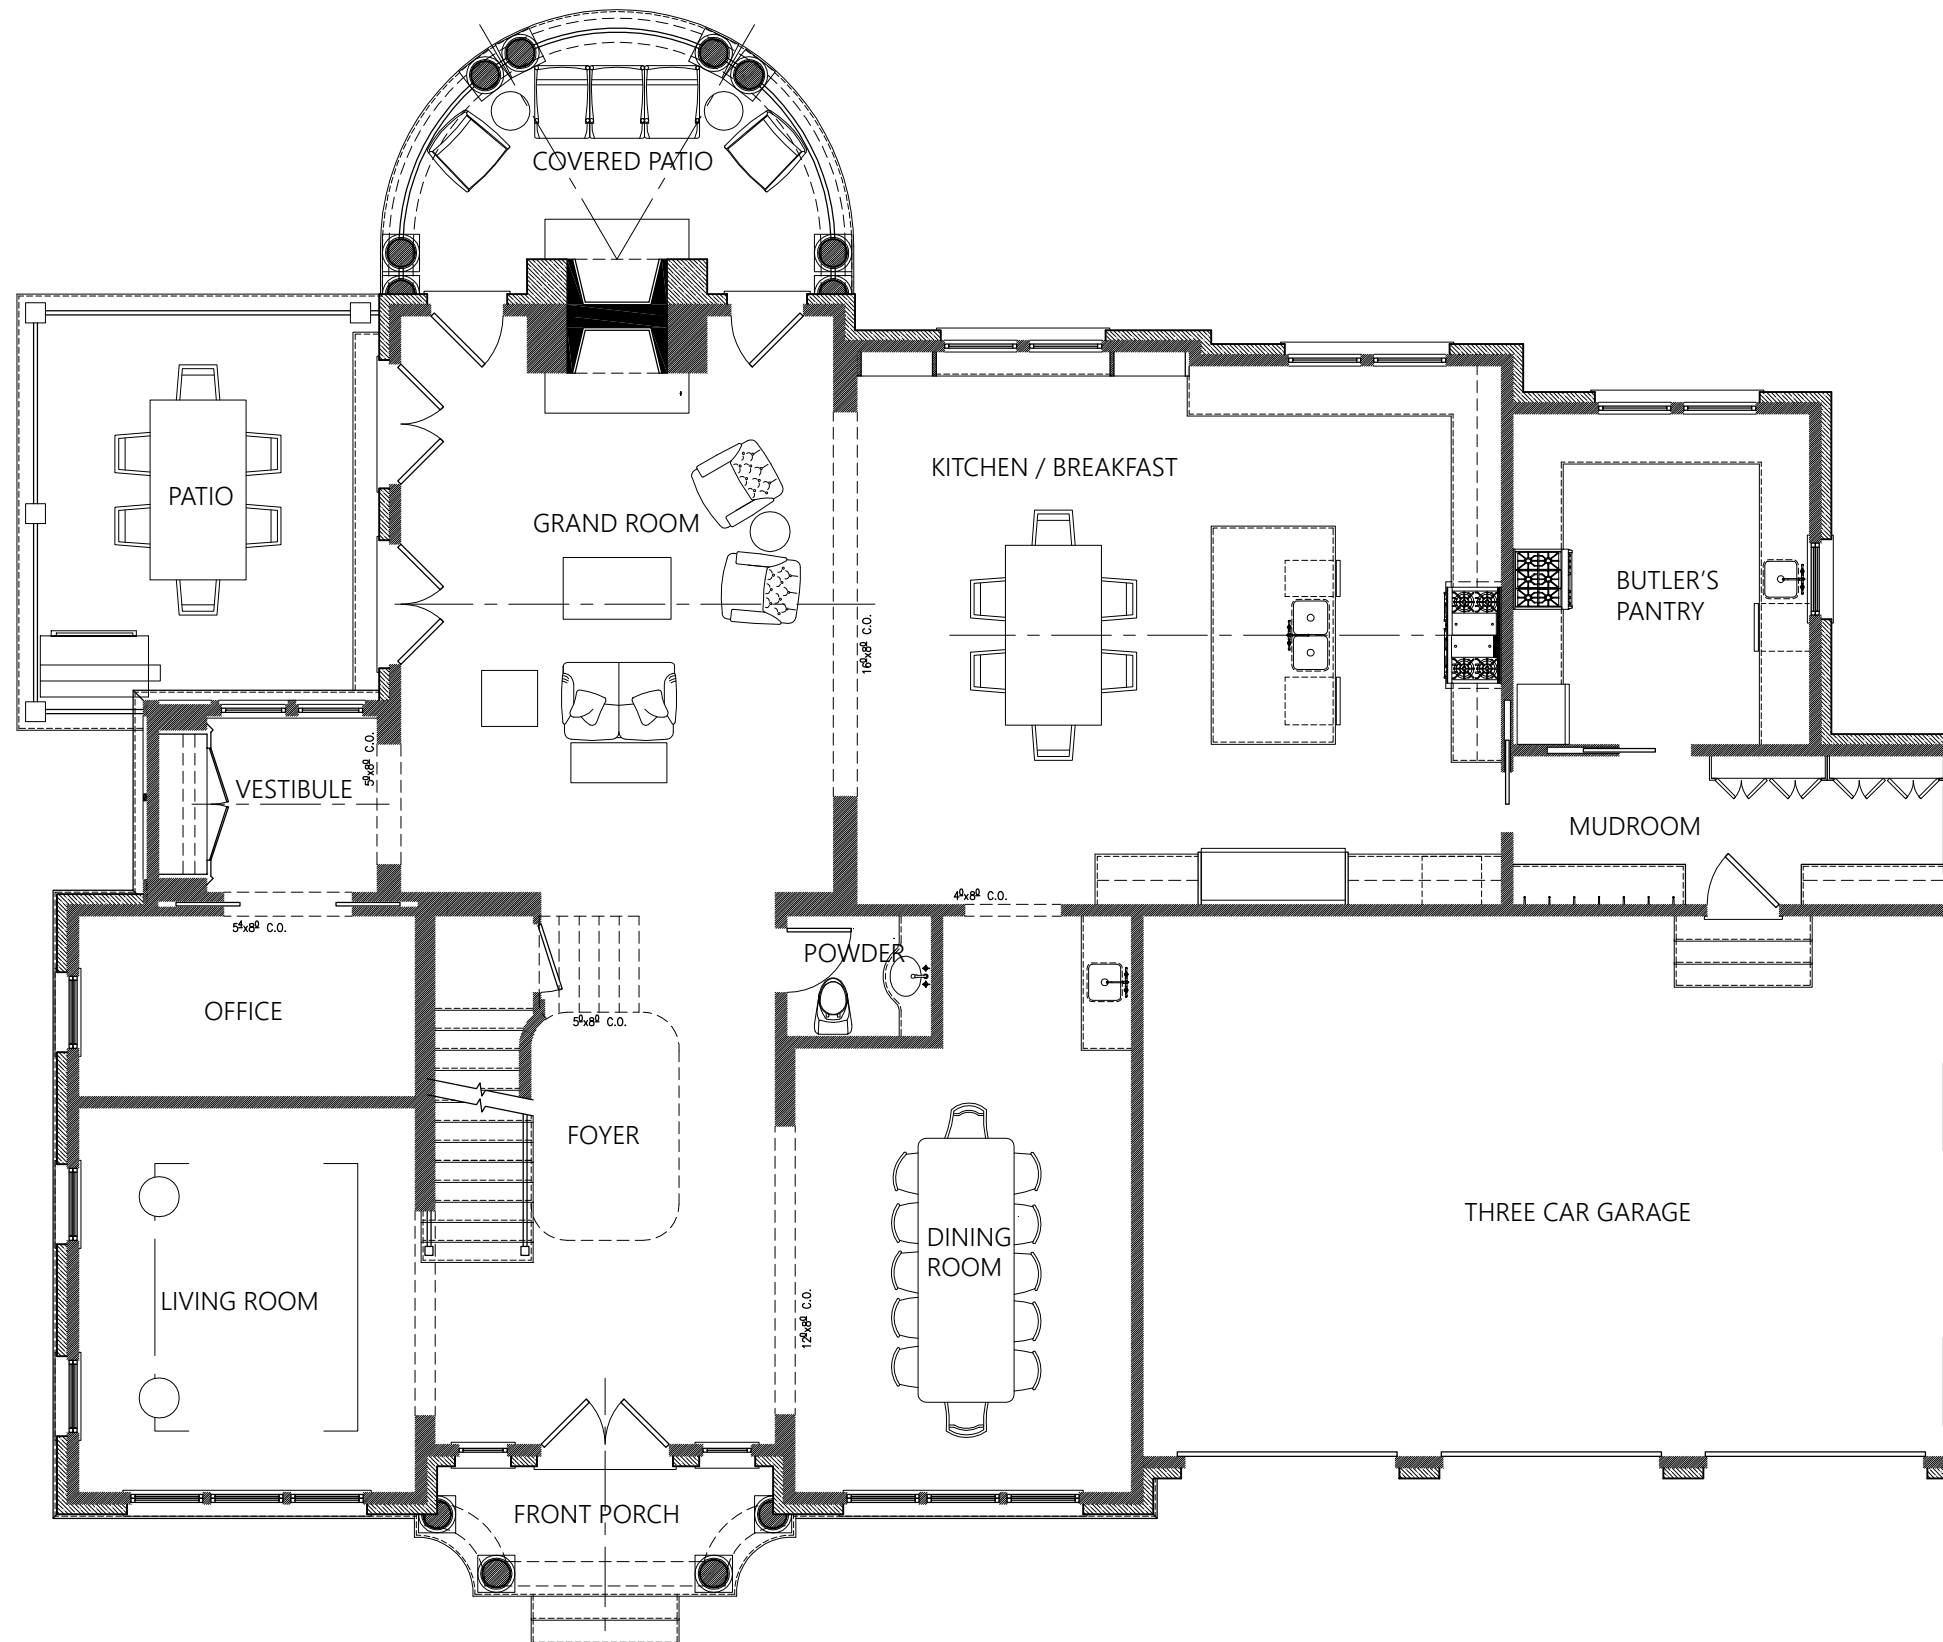 COVERED PATIO
KITCHEN / BREAKFAST
PATIO
GRAND ROOM
BUTLER'S
PANTRY
16⁰x8⁰ C.O.
5⁰x8⁰ C.O.
VESTIBULE
MUDROOM
4⁰x8⁰ C.O.
5⁴x8⁰ C.O.
POWDER
OFFICE
5⁰x8⁰ C.O.
FOYER
THREE CAR GARAGE
DINING
ROOM
LIVING ROOM
12⁰x8⁰ C.O.
FRONT PORCH